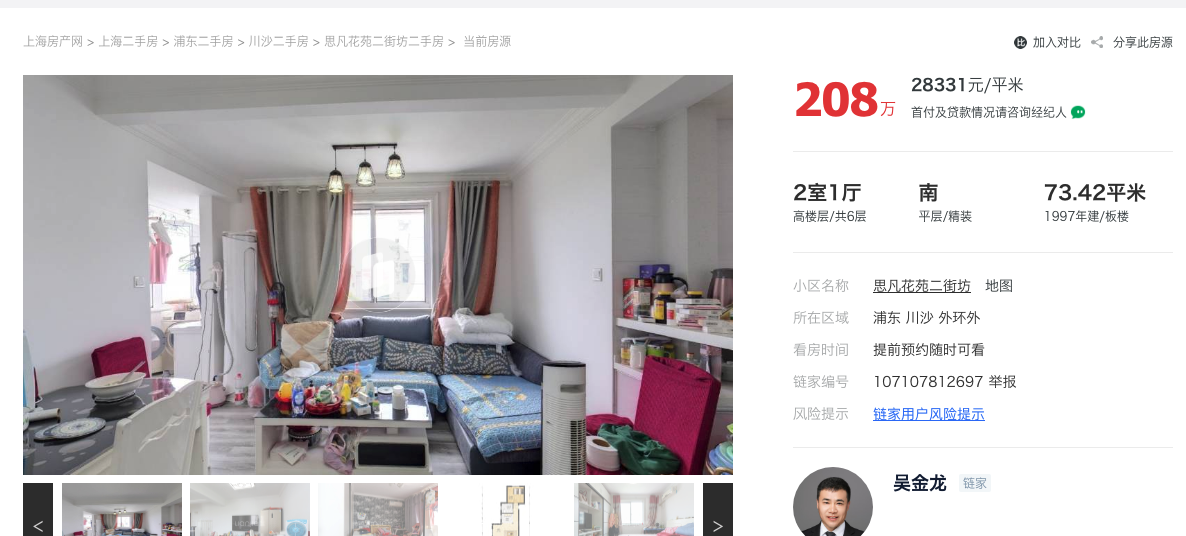 上海房产网 > 上海二手房 > 浦东二手房 > 川沙二手房 > 思凡花苑二街坊二手房 > 当前房源
加入对比 分享此房源
208万
28331元/平米
首付及贷款情况请咨询经纪人
2室1厅
高楼层/共6层
南
平层/精装
73.42平米
1997年建/板楼
小区名称 思凡花苑二街坊 地图
所在区域 浦东 川沙 外环外
看房时间 提前预约随时可看
链家编号 107107812697 举报
风险提示 链家用户风险提示
吴金龙 链家
< >